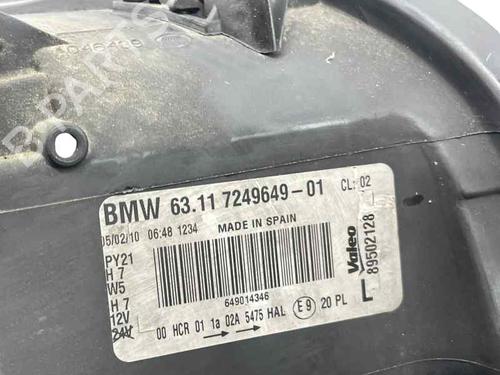 B-PARTS
BMW 63.11 7249649-01 CL: 02
05/02/10 06:48 1234 MADE IN SPAIN
PY21
H 7
W5
H 7
12V
24V
649014346
00 HCR 01 1a 02A 5475 HAL E9 20 PL
Valeo
89502128
L